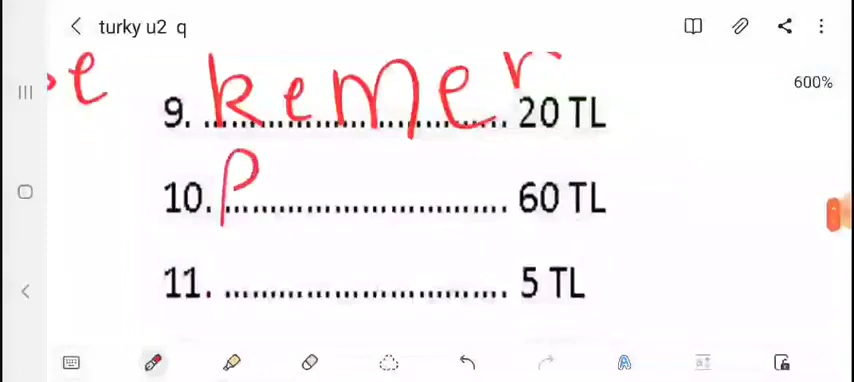 turky u2 q
600%
e
9. kemer 20 TL
10. p 60 TL
11. ................................ 5 TL